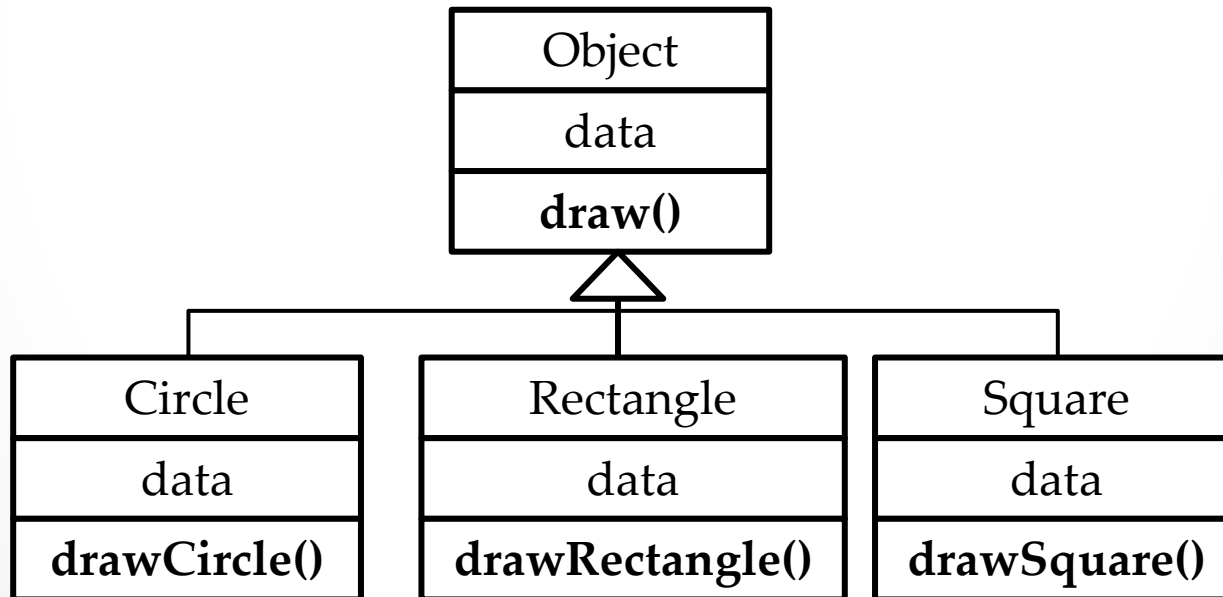 Object
data
draw()
Circle
data
drawCircle()
Rectangle
data
drawRectangle()
Square
data
drawSquare()